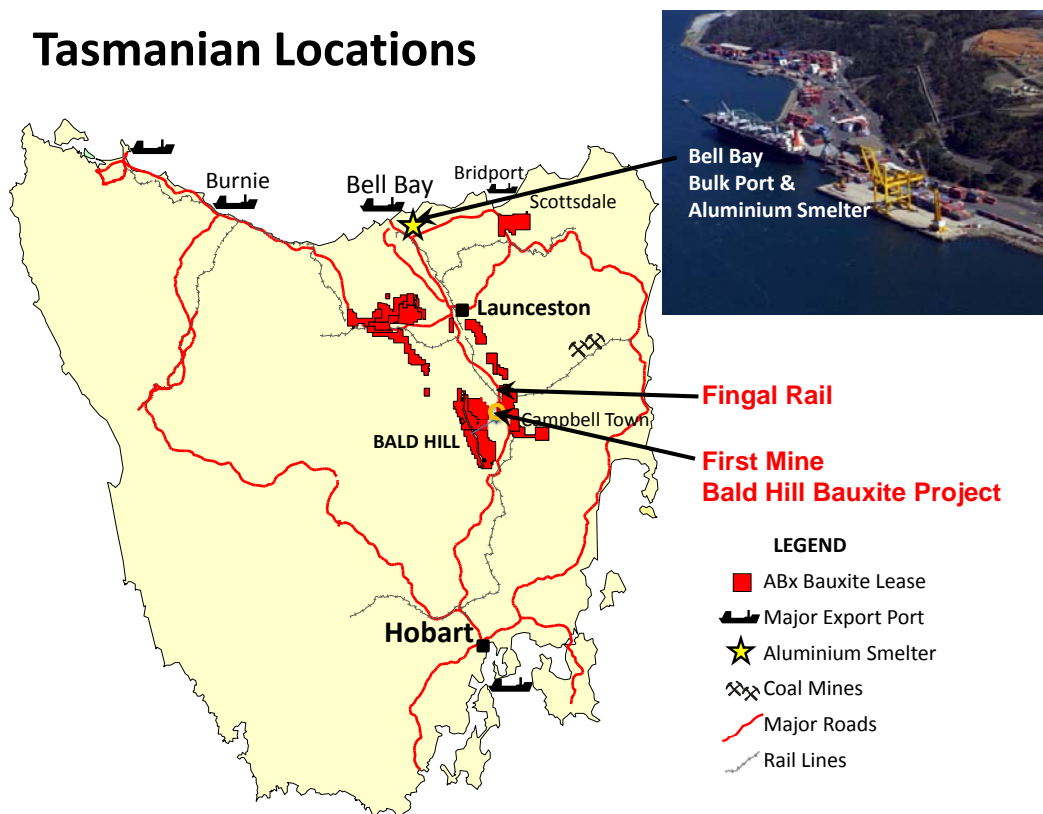 Tasmanian Locations
Bell Bay
Bulk Port &
Aluminium Smelter
Burnie
Bell Bay
Bridport
Scottsdale
Launceston
Fingal Rail
Campbell Town
BALD HILL
First Mine
Bald Hill Bauxite Project
Hobart
LEGEND
ABx Bauxite Lease
Major Export Port
Aluminium Smelter
Coal Mines
Major Roads
Rail Lines